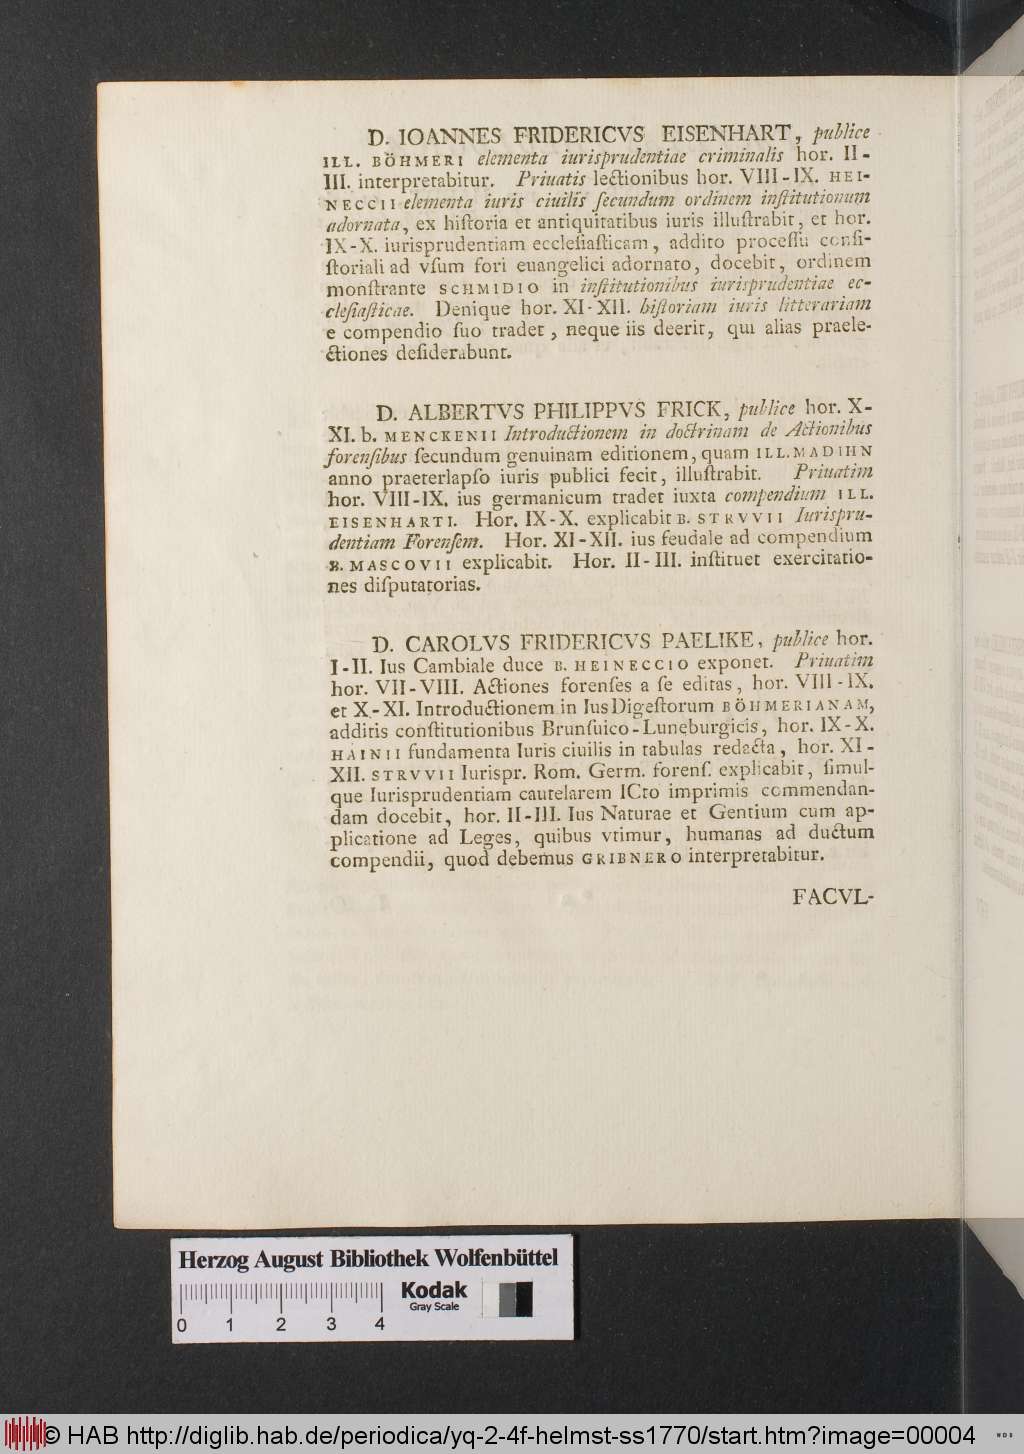 D. IOANNES FRIDERICVS EISENHART, publice
ILL. BÖHMERI elementa iurisprudentiae criminalis hor. II-
III. interpretabitur. Priuatis lectionibus hor. VIII-IX. HEI-
NECCII elementa iuris ciuilis ſecundum ordinem inſtitutionum
adornata, ex hiſtoria et antiquitatibus iuris illuſtrabit, et hor.
IX-X. iurisprudentiam eccleſiaſticam, addito proceſſu conſi-
ſtoriali ad vſum fori euangelici adornato, docebit, ordinem
monſtrante SCHMIDIO in inſtitutionibus iurisprudentiae ec-
cleſiaſticae. Denique hor. XI-XII. hiſtoriam iuris litterariam
e compendio ſuo tradet, neque iis deerit, qui alias praele-
ctiones deſiderabunt.
D. ALBERTVS PHILIPPVS FRICK, publice hor. X-
XI. b. MENCKENII Introductionem in doctrinam de Actionibus
forenſibus ſecundum genuinam editionem, quam ILL. MADIHN
anno praeterlapſo iuris publici fecit, illuſtrabit. Priuatim
hor. VIII-IX. ius germanicum tradet iuxta compendium ILL.
EISENHARTI. Hor. IX-X. explicabit B. STRVVII Iurispru-
dentiam Forenſem. Hor. XI-XII. ius feudale ad compendium
B. MASCOVII explicabit. Hor. II-III. inſtituet exercitatio-
nes diſputatorias.
D. CAROLVS FRIDERICVS PAELIKE, publice hor.
I-II. Ius Cambiale duce B. HEINECCIO exponet. Priuatim
hor. VII-VIII. Actiones forenſes a ſe editas, hor. VIII-IX.
et X-XI. Introductionem in Ius Digeſtorum BÖHMERIANAM,
additis conſtitutionibus Brunſuico-Luneburgicis, hor. IX-X.
HAINII fundamenta Iuris ciuilis in tabulas redacta, hor. XI-
XII. STRVVII Iurispr. Rom. Germ. forenſ. explicabit, ſimul-
que Iurisprudentiam cautelarem ICto imprimis commendan-
dam docebit, hor. II-III. Ius Naturae et Gentium cum ap-
plicatione ad Leges, quibus vtimur, humanas ad ductum
compendii, quod debemus GRIBNERO interpretabitur.
FACVL-
Herzog August Bibliothek Wolfenbüttel
Kodak
Gray Scale
0 1 2 3 4
© HAB http://diglib.hab.de/periodica/yq-2-4f-helmst-ss1770/start.htm?image=00004